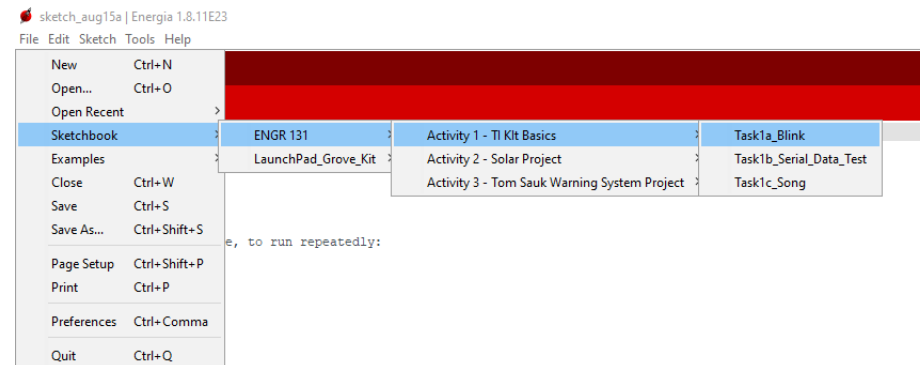 sketch_aug15a | Energia 1.8.11E23
File Edit Sketch Tools Help
New Ctrl+N
Open... Ctrl+O
Open Recent >
Sketchbook > ENGR 131 > Activity 1 - TI KIt Basics > Task1a_Blink
Examples > LaunchPad_Grove_Kit > Activity 2 - Solar Project > Task1b_Serial_Data_Test
Close Ctrl+W Activity 3 - Tom Sauk Warning System Project > Task1c_Song
Save Ctrl+S
Save As... Ctrl+Shift+S
e, to run repeatedly:
Page Setup Ctrl+Shift+P
Print Ctrl+P
Preferences Ctrl+Comma
Quit Ctrl+Q